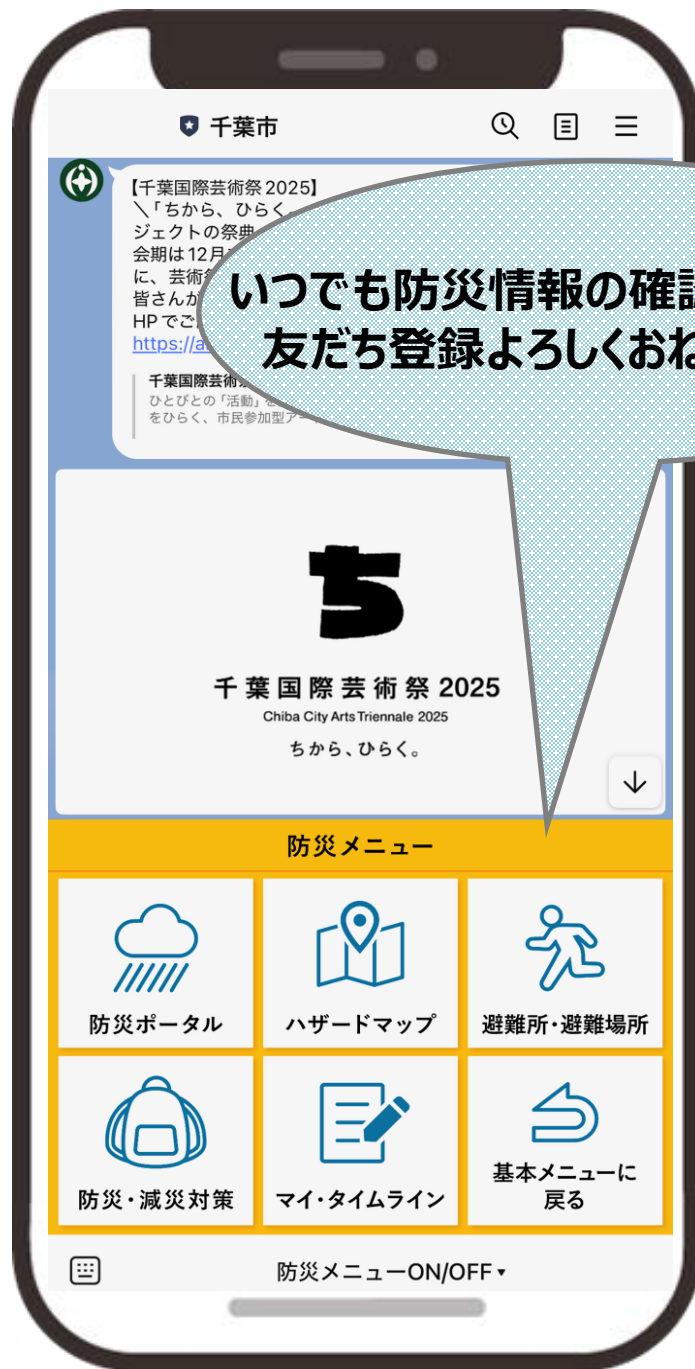 千葉市
【千葉国際芸術祭2025】
\「ちから、ひらく。
ジェクトの祭典
会期は12月
に、芸術
皆さんが
HPでご
https://a
千葉国際芸術
ひとびとの「活動」
をひらく、市民参加型ア
いつでも防災情報の確
友だち登録よろしくおね
ち
千葉国際芸術祭 2025
Chiba City Arts Triennale 2025
ちから、ひらく。
防災メニュー
防災ポータル
ハザードマップ
避難所・避難場所
防災・減災対策
マイ・タイムライン
基本メニューに
戻る
防災メニューON/OFF▼